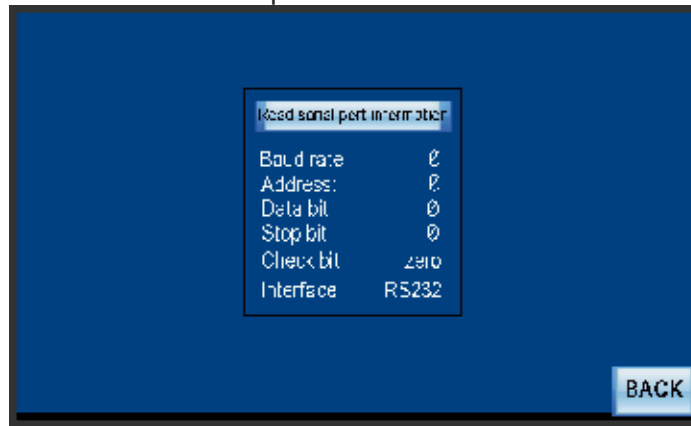 Read serial port information
Baud rate 0
Address: 0
Data bit 0
Stop bit 0
Check bit zero
Interface RS232
BACK